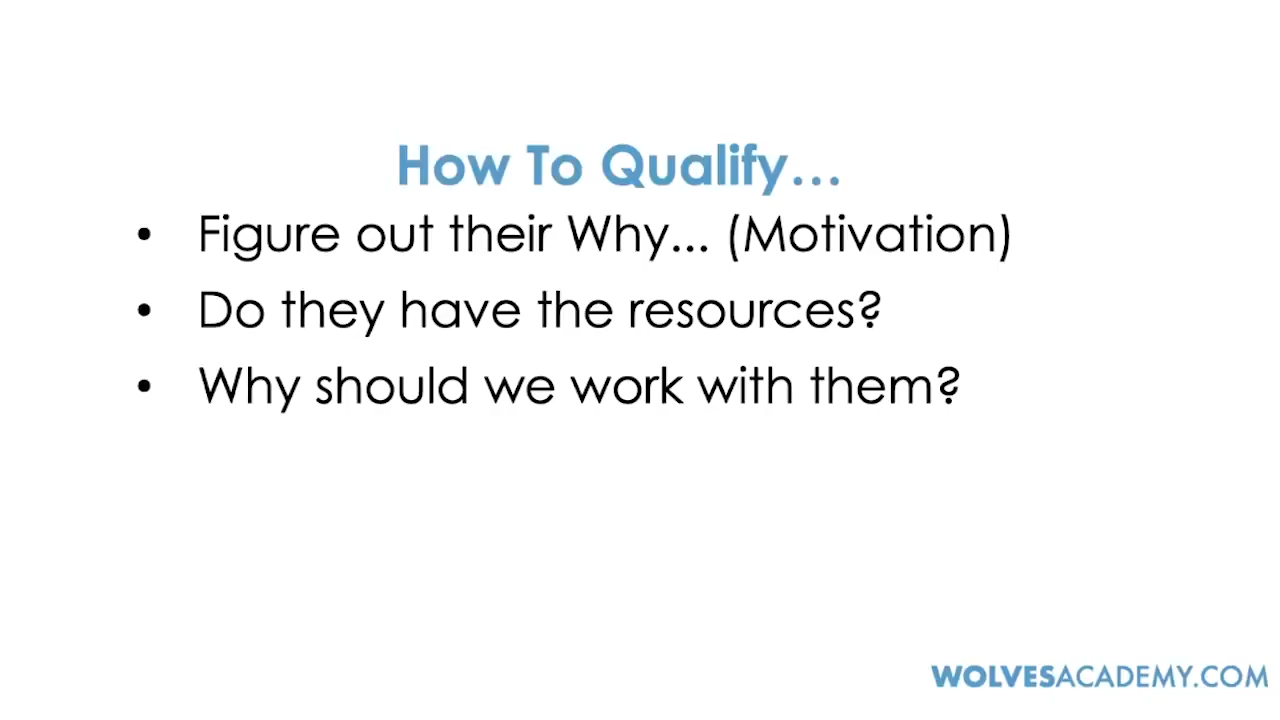 How To Qualify...
• Figure out their Why... (Motivation)
• Do they have the resources?
• Why should we work with them?
WOLVESACADEMY.COM